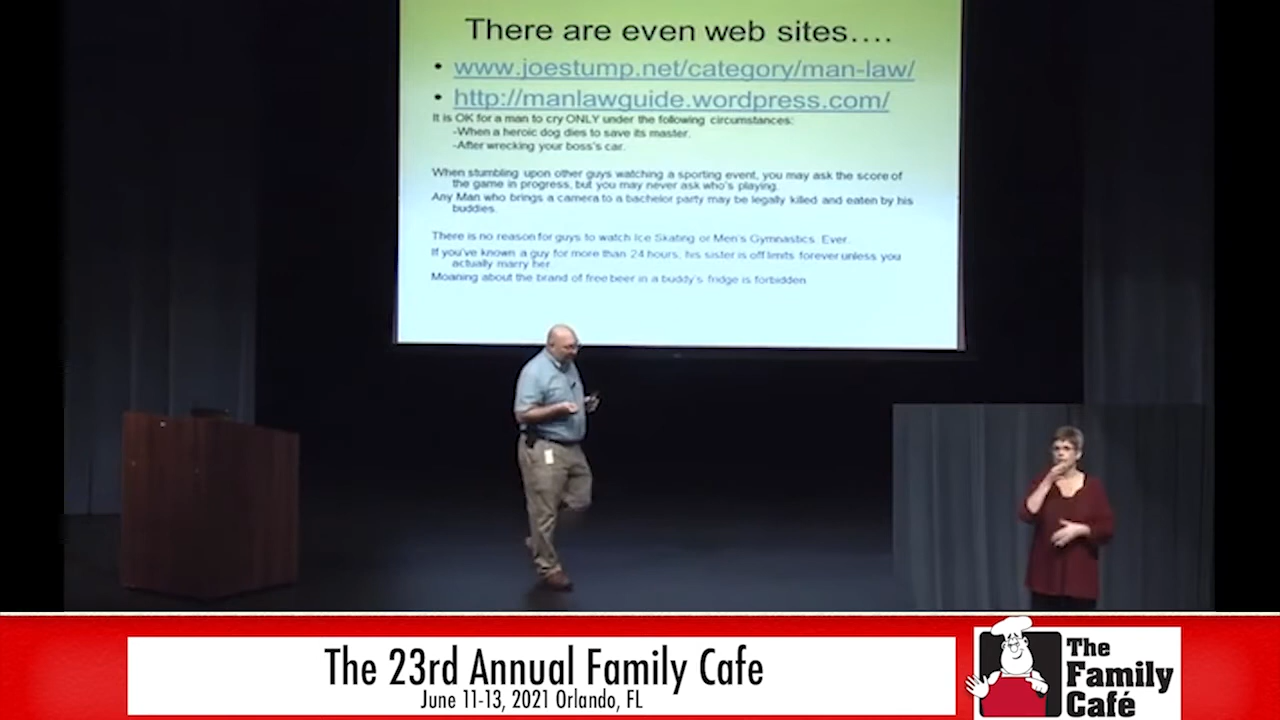 There are even web sites....
• www.joestump.net/category/man-law/
• http://manlawguide.wordpress.com/
It is OK for a man to cry ONLY under the following circumstances:
-When a heroic dog dies to save its master.
-After wrecking your boss's car.
When stumbling upon other guys watching a sporting event, you may ask the score of
the game in progress, but you may never ask who's playing.
Any Man who brings a camera to a bachelor party may be legally killed and eaten by his
buddies.
There is no reason for guys to watch Ice Skating or Men's Gymnastics. Ever.
If you've known a guy for more than 24 hours, his sister is off limits forever unless you
actually marry her.
Moaning about the brand of free beer in a buddy's fridge is forbidden
The 23rd Annual Family Cafe
June 11-13, 2021 Orlando, FL
The
Family
Café